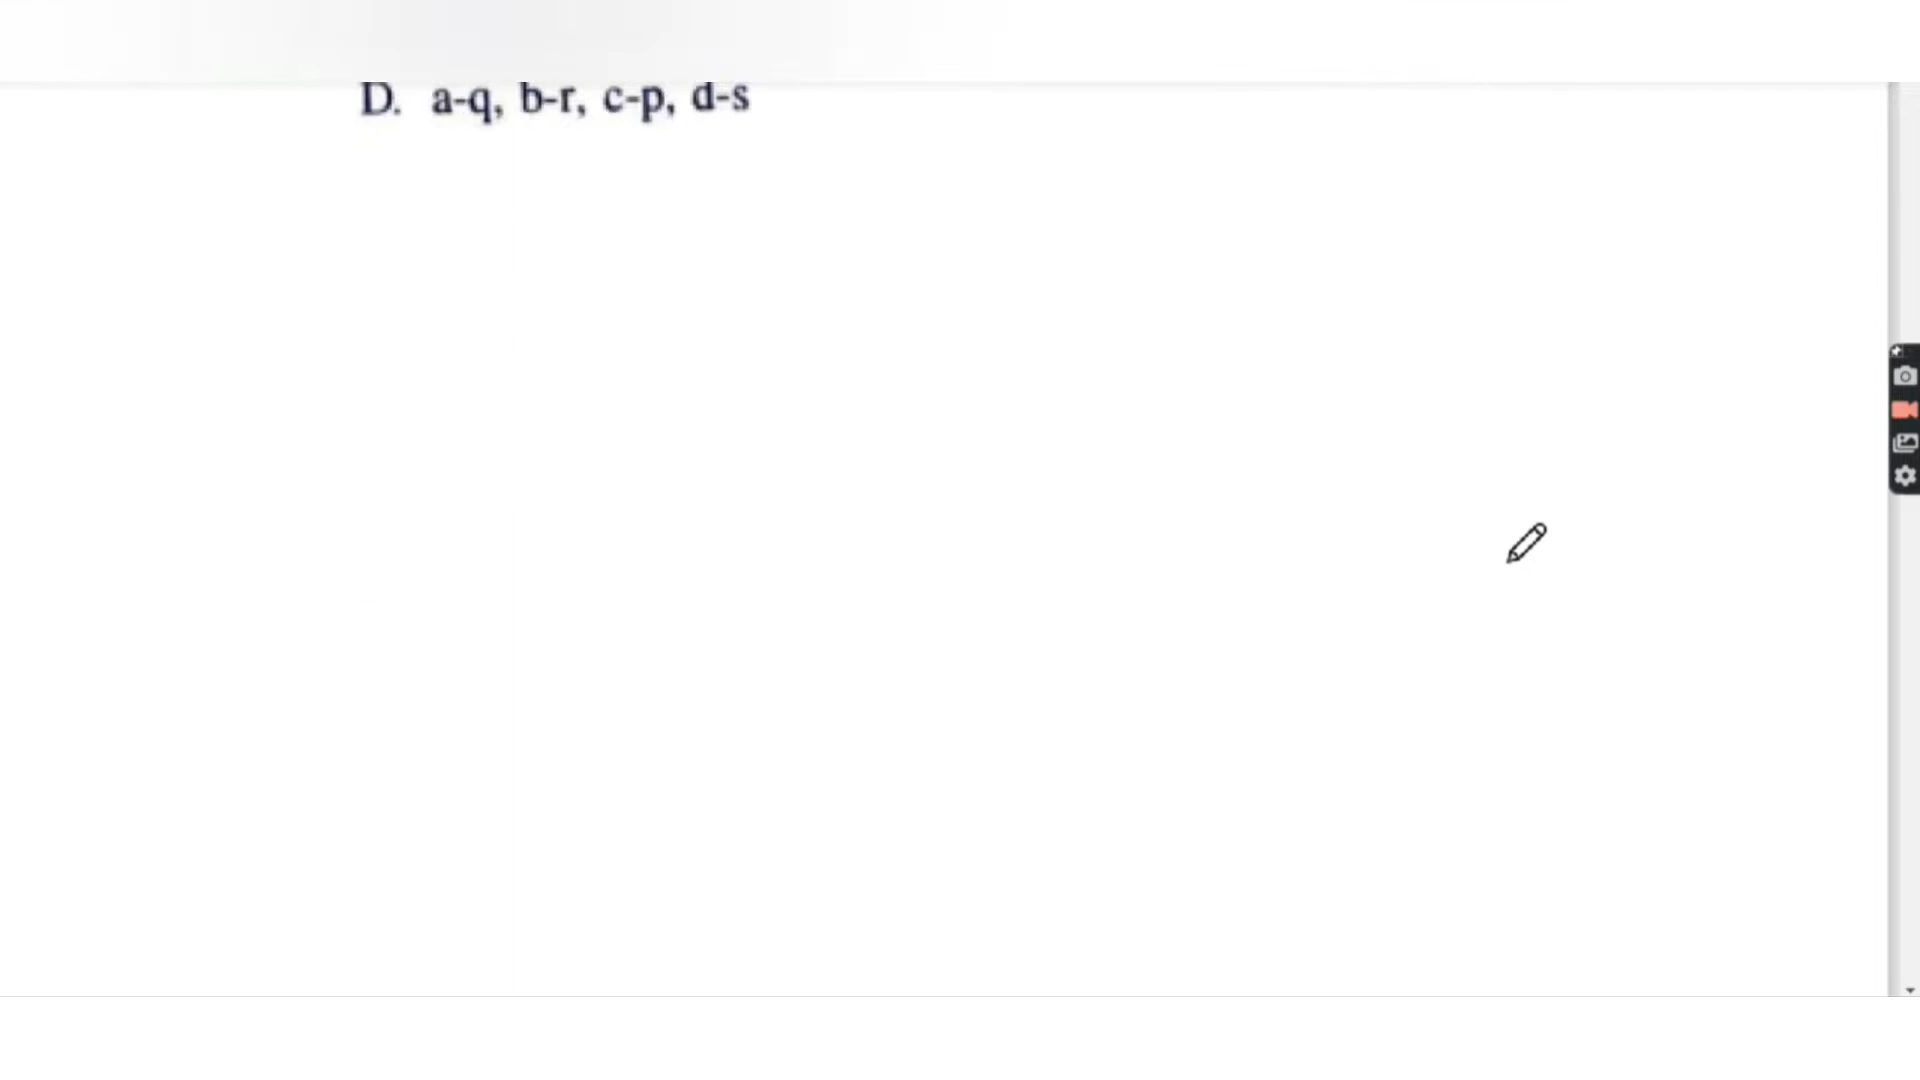 D. a-q, b-r, c-p, d-s